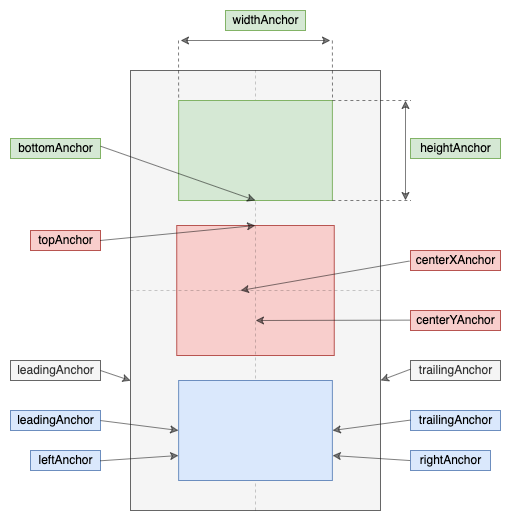 widthAnchor
bottomAnchor
heightAnchor
topAnchor
centerXAnchor
centerYAnchor
leadingAnchor
trailingAnchor
leadingAnchor
trailingAnchor
leftAnchor
rightAnchor